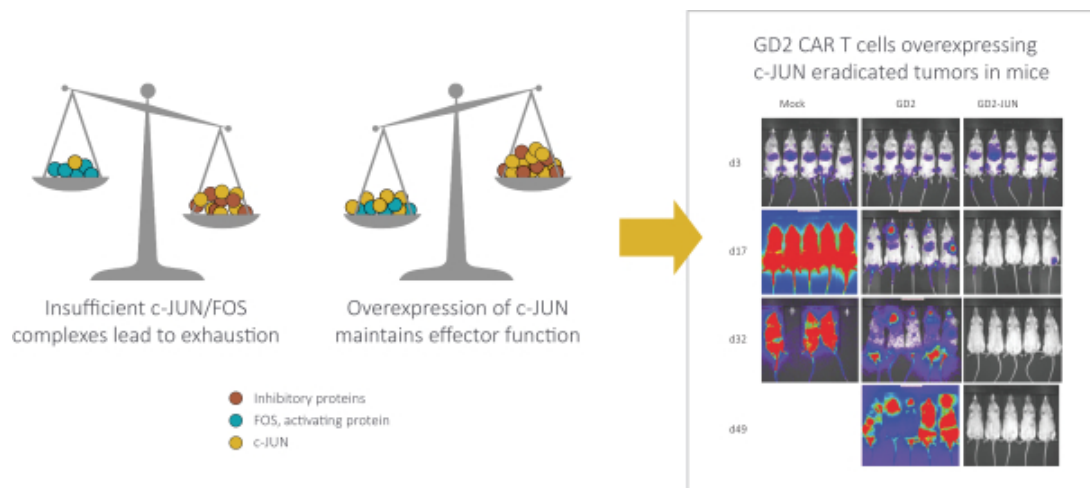 Insufficient c-JUN/FOS
complexes lead to exhaustion
Overexpression of c-JUN
maintains effector function
Inhibitory proteins
FOS, activating protein
c-JUN
GD2 CAR T cells overexpressing
c-JUN eradicated tumors in mice
Mock GD2 GD2-JUN
d3
d17
d32
d49